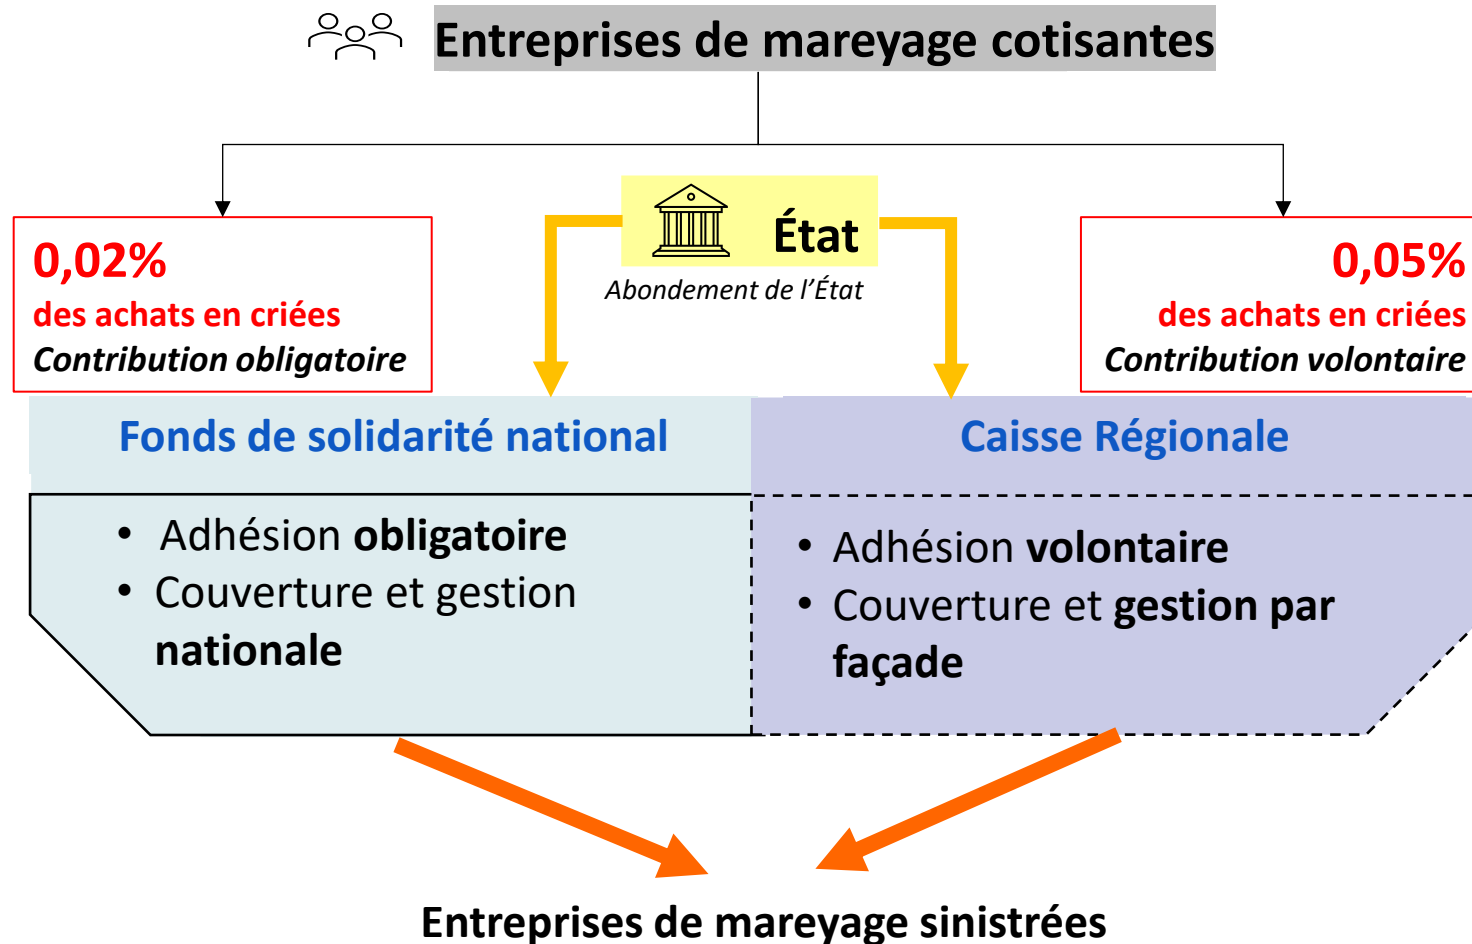 Entreprises de mareyage cotisantes
État
Abondement de l’État
0,02%
des achats en criées
Contribution obligatoire
0,05%
des achats en criées
Contribution volontaire
Fonds de solidarité national
• Adhésion obligatoire
• Couverture et gestion
nationale
Caisse Régionale
• Adhésion volontaire
• Couverture et gestion par
façade
Entreprises de mareyage sinistrées